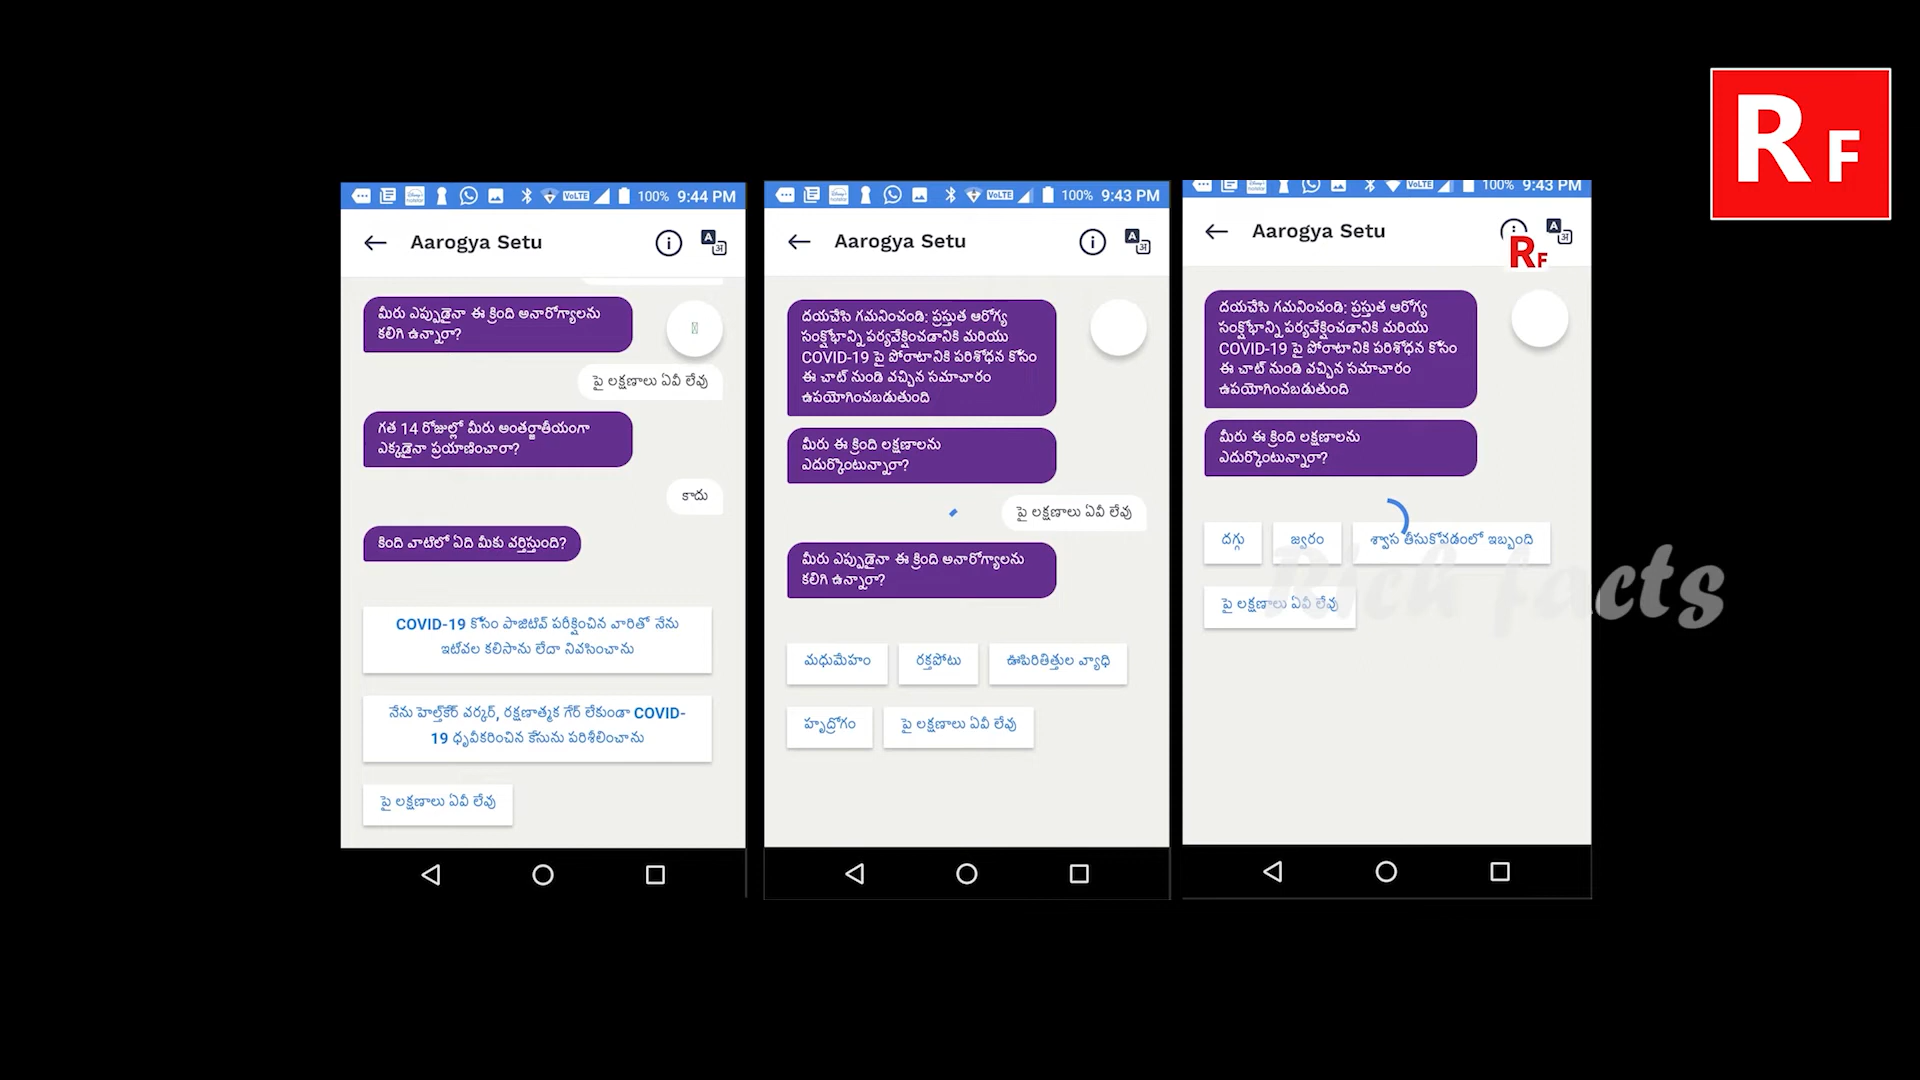 VoLTE 100% 9:44 PM
Aarogya Setu
మీరు ఎప్పుడైనా ఈ క్రింది అనారోగ్యాలను
కలిగి ఉన్నారా?
పై లక్షణాలు ఏవీ లేవు
గత 14 రోజుల్లో మీరు అంతర్జాతీయంగా
ఎక్కడైనా ప్రయాణించారా?
కాదు
కింది వాటిలో ఏది మీకు వర్తిస్తుంది?
COVID-19 కోసం పాజిటివ్ పరీక్షించిన వారితో నేను
ఇటీవల కలిసాను లేదా నివసించాను
నేను హెల్త్‌కేర్ వర్కర్, రక్షణాత్మక గేర్ లేకుండా COVID-
19 ధృవీకరించిన కేసును పరిశీలించాను
పై లక్షణాలు ఏవీ లేవు
VoLTE 100% 9:43 PM
Aarogya Setu
దయచేసి గమనించండి: ప్రస్తుత ఆరోగ్య
సంక్షోభాన్ని పర్యవేక్షించడానికి మరియు
COVID-19 పై పోరాటానికి పరిశోధన కోసం
ఈ చాట్ నుండి వచ్చిన సమాచారం
ఉపయోగించబడుతుంది
మీరు ఈ క్రింది లక్షణాలను
ఎదుర్కొంటున్నారా?
పై లక్షణాలు ఏవీ లేవు
మీరు ఎప్పుడైనా ఈ క్రింది అనారోగ్యాలను
కలిగి ఉన్నారా?
మధుమేహం రక్తపోటు ఊపిరితిత్తుల వ్యాధి
హృద్రోగం పై లక్షణాలు ఏవీ లేవు
VoLTE 100% 9:43 PM
Aarogya Setu
RF
దయచేసి గమనించండి: ప్రస్తుత ఆరోగ్య
సంక్షోభాన్ని పర్యవేక్షించడానికి మరియు
COVID-19 పై పోరాటానికి పరిశోధన కోసం
ఈ చాట్ నుండి వచ్చిన సమాచారం
ఉపయోగించబడుతుంది
మీరు ఈ క్రింది లక్షణాలను
ఎదుర్కొంటున్నారా?
దగ్గు జ్వరం శ్వాస తీసుకోవడంలో ఇబ్బంది
పై లక్షణాలు ఏవీ లేవు
Rich facts
RF